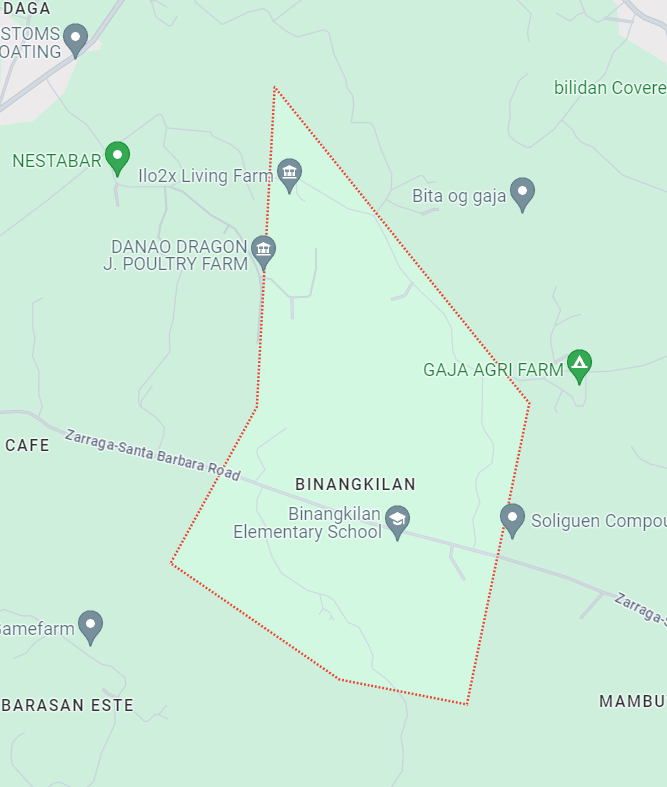 DAGA
STOMS
OATING
bilidan Covere
NESTABAR
Ilo2x Living Farm
Bita og gaja
DANAO DRAGON
J. POULTRY FARM
GAJA AGRI FARM
CAFE
Zarraga-Santa Barbara Road
BINANGKILAN
Binangkilan
Elementary School
Soliguen Compou
Zarraga-S
Gamefarm
BARASAN ESTE
MAMBU